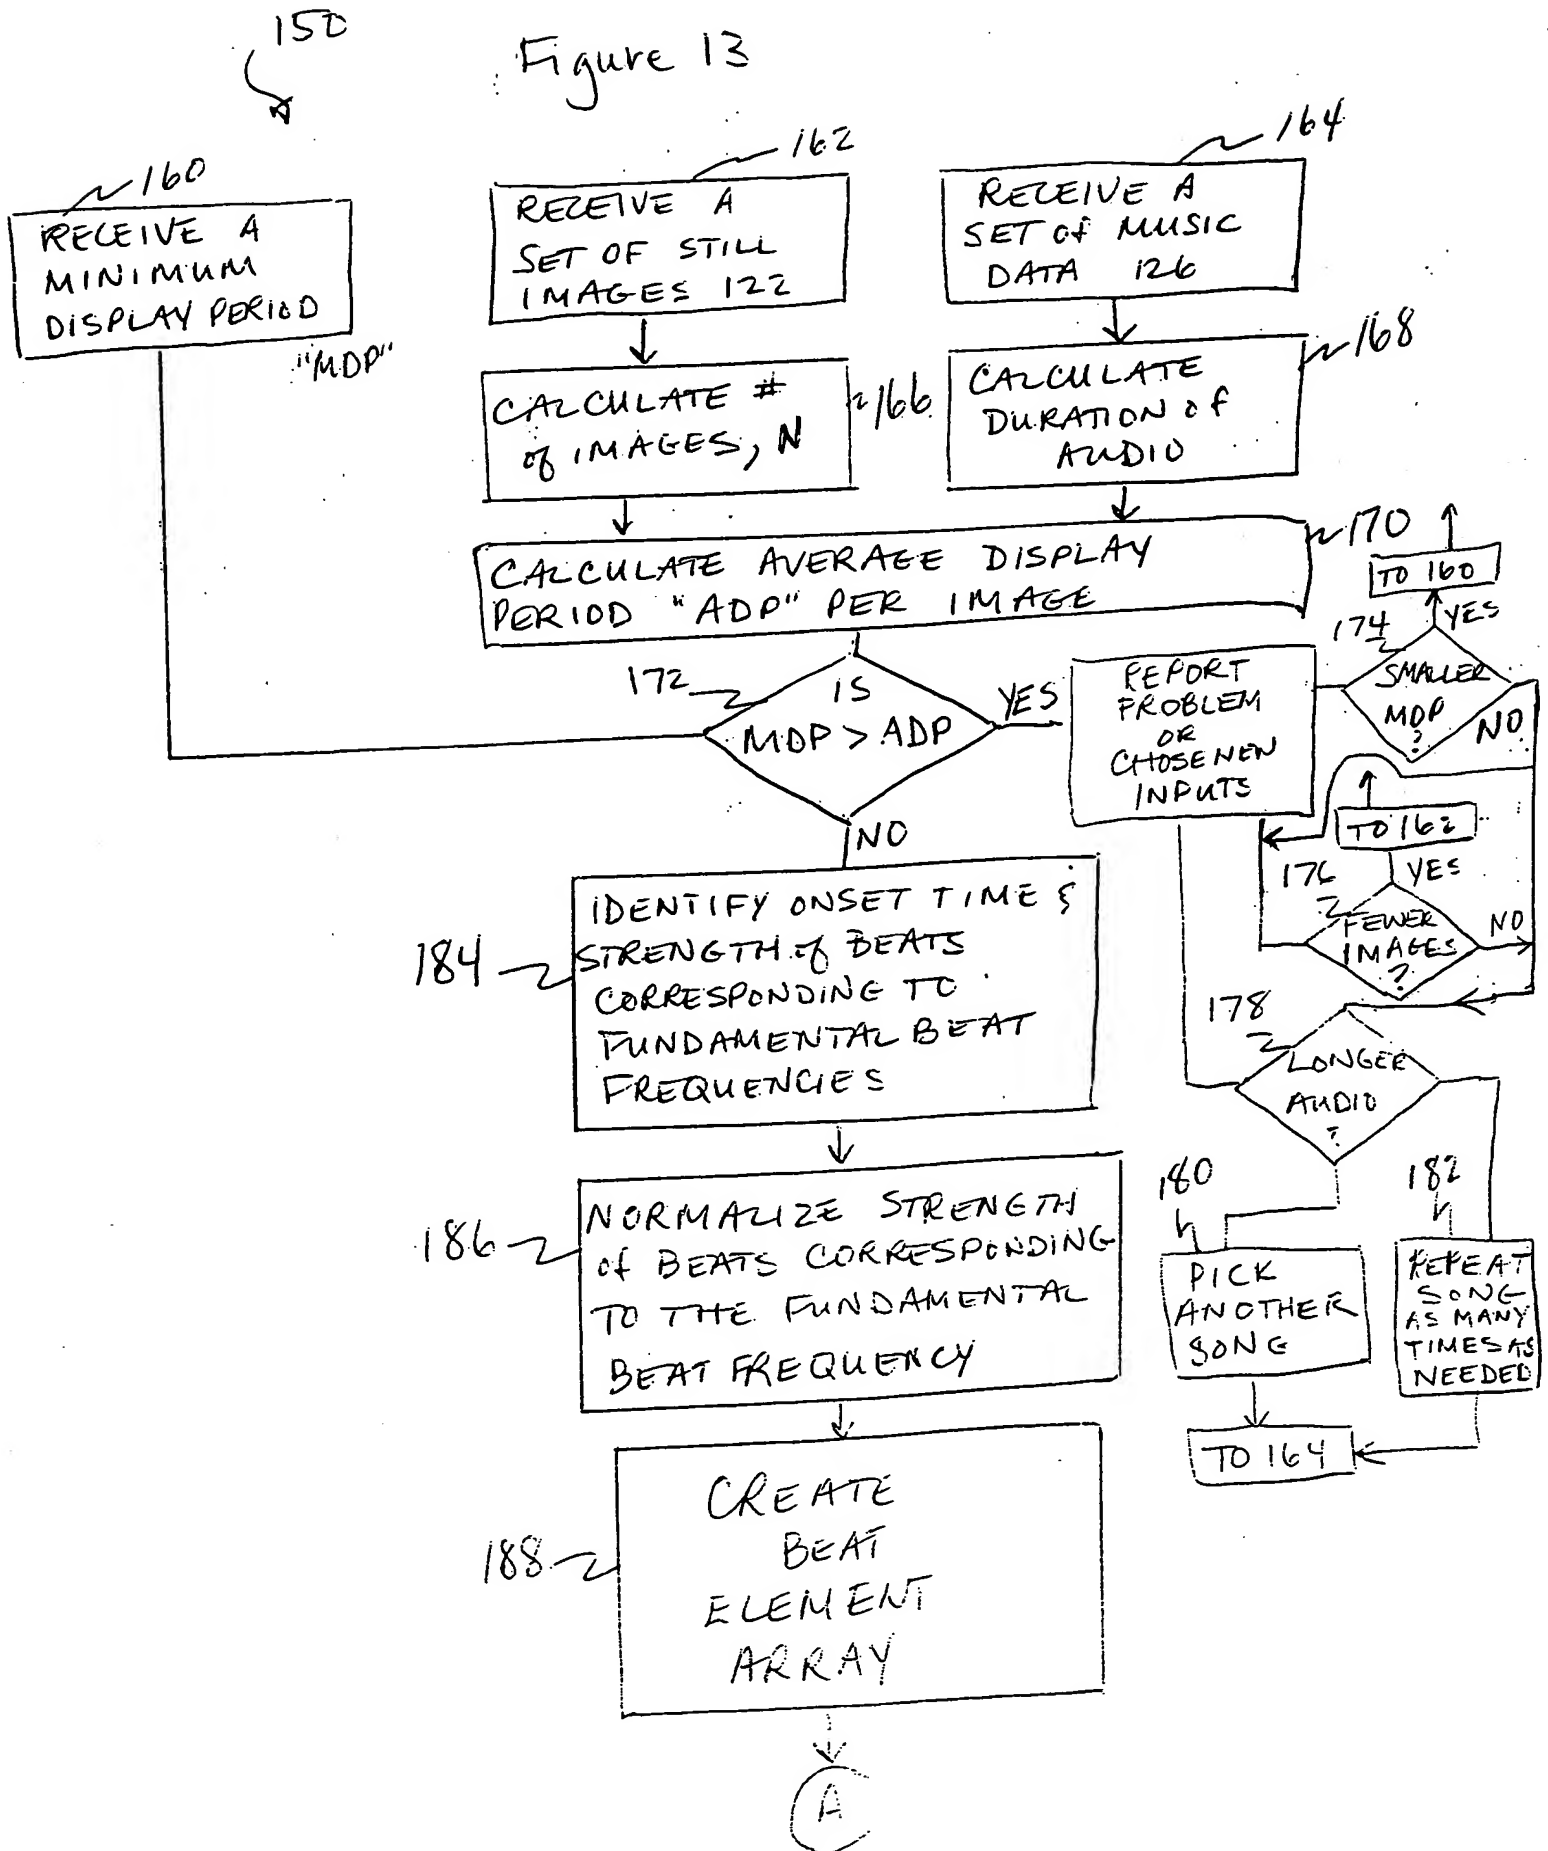 150
Figure 13
160
RECEIVE A
MINIMUM
DISPLAY PERIOD
"MDP"
162
RECEIVE A
SET OF STILL
IMAGES 122
164
RECEIVE A
SET of MUSIC
DATA 126
CALCULATE #
of IMAGES, N
166
CALCULATE
DURATION of
AUDIO
168
CALCULATE AVERAGE DISPLAY
PERIOD "ADP" PER IMAGE
170
172
IS
MDP > ADP
YES
NO
REPORT
PROBLEM
OR
CHOSE NEW
INPUTS
TO 160
YES
174
SMALLER
MDP
?
NO
TO 162
YES
176
FEWER
IMAGES
?
NO
178
LONGER
AUDIO
?
180
PICK
ANOTHER
SONG
182
REPEAT
SONG
AS MANY
TIMES AS
NEEDED
TO 164
184
IDENTIFY ONSET TIME &
STRENGTH of BEATS
CORRESPONDING TO
FUNDAMENTAL BEAT
FREQUENCIES
186
NORMALIZE STRENGTH
of BEATS CORRESPONDING
TO THE FUNDAMENTAL
BEAT FREQUENCY
188
CREATE
BEAT
ELEMENT
ARRAY
A